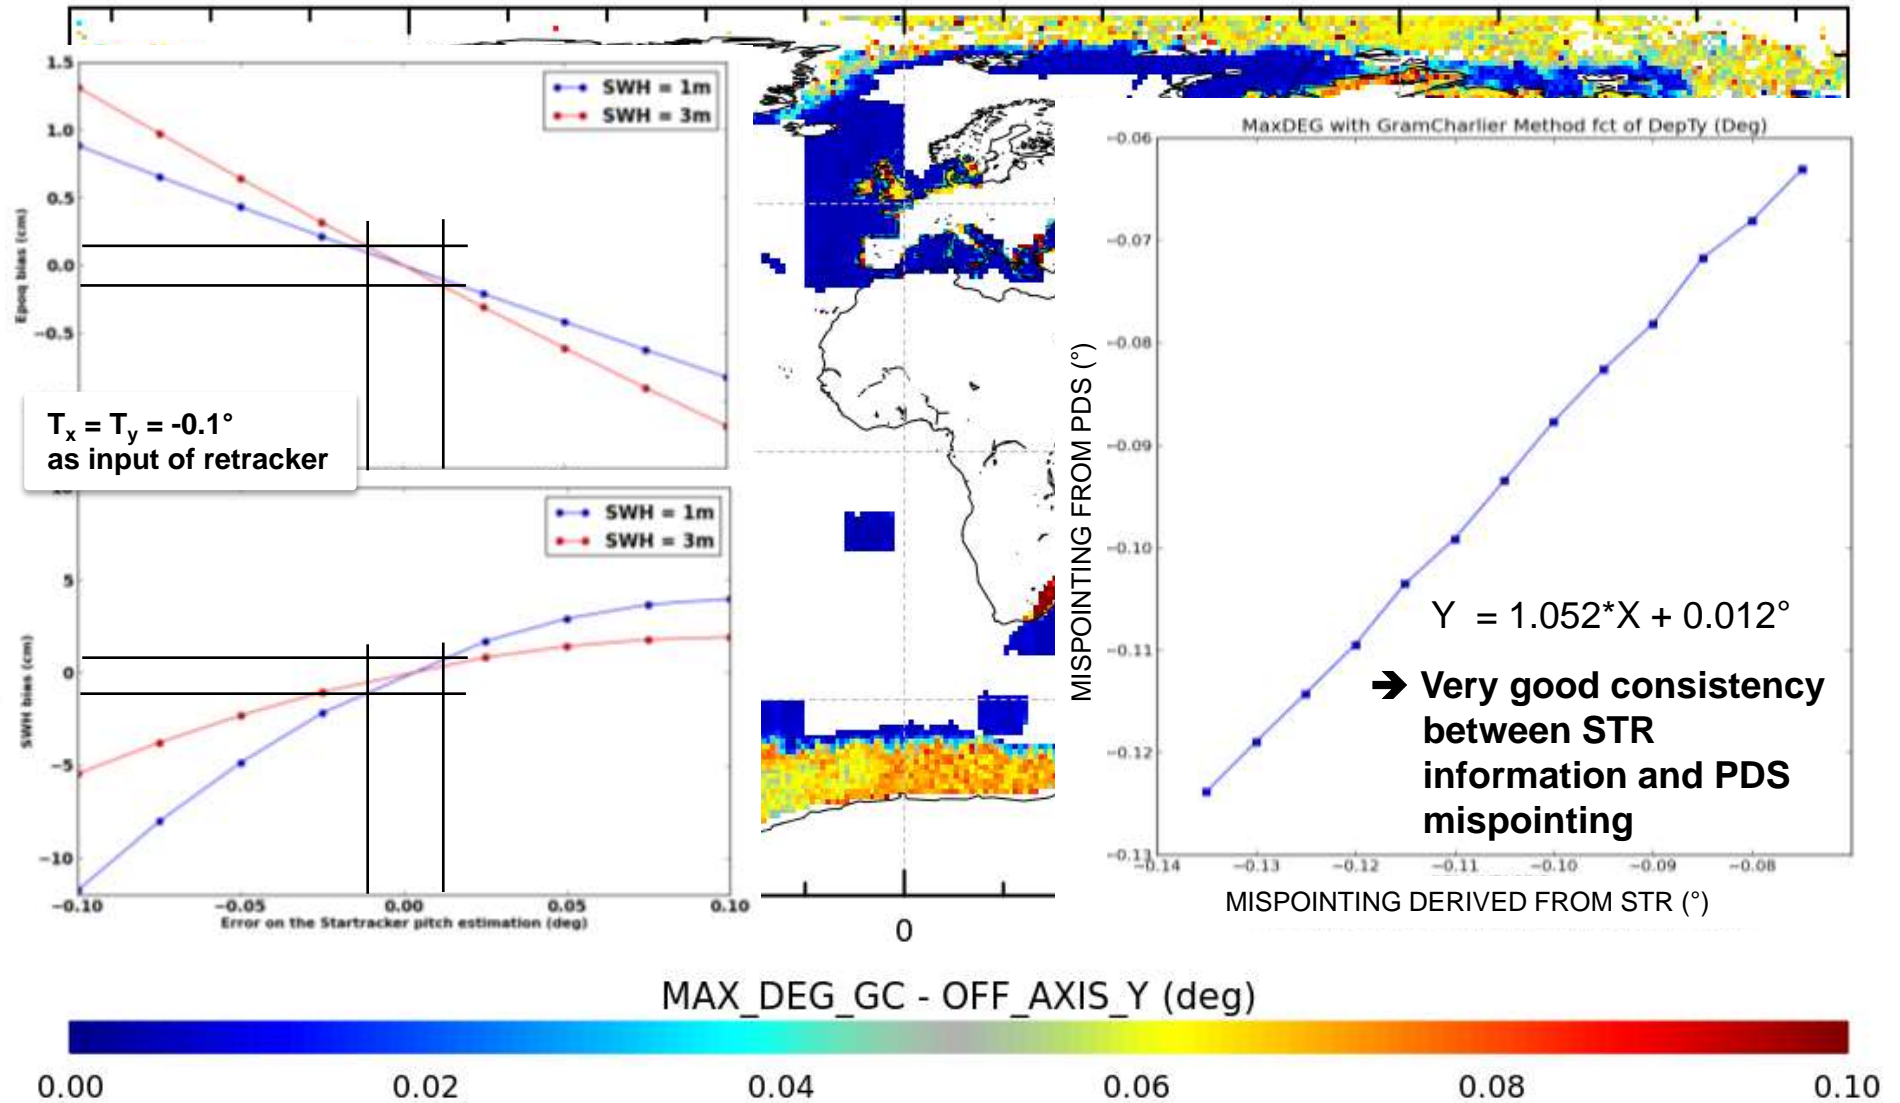 1.5
1.0
0.5
0.0
−0.5
Epoq bias (cm)
SWH = 1m
SWH = 3m
Tx = Ty = -0.1°
as input of retracker
5
0
−5
−10
SWH bias (cm)
SWH = 1m
SWH = 3m
−0.10 −0.05 0.00 0.05 0.10
Error on the Startracker pitch estimation (deg)
MaxDEG with GramCharlier Method fct of DepTy (Deg)
−0.06
−0.07
−0.08
−0.09
−0.10
−0.11
−0.12
−0.13
MISPOINTING FROM PDS (°)
Y = 1.052*X + 0.012°
➔ Very good consistency
between STR
information and PDS
mispointing
−0.14 −0.13 −0.12 −0.11 −0.10 −0.09 −0.08
MISPOINTING DERIVED FROM STR (°)
0
MAX_DEG_GC - OFF_AXIS_Y (deg)
0.00 0.02 0.04 0.06 0.08 0.10